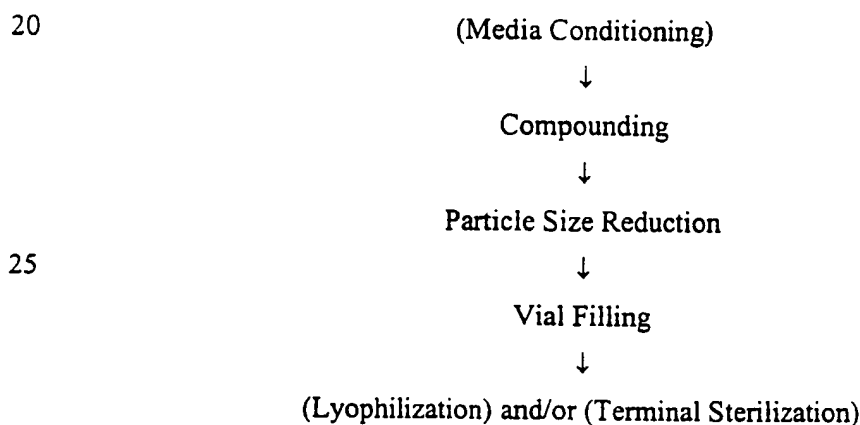 20 (Media Conditioning)
↓
Compounding
↓
Particle Size Reduction
25 ↓
Vial Filling
↓
(Lyophilization) and/or (Terminal Sterilization)